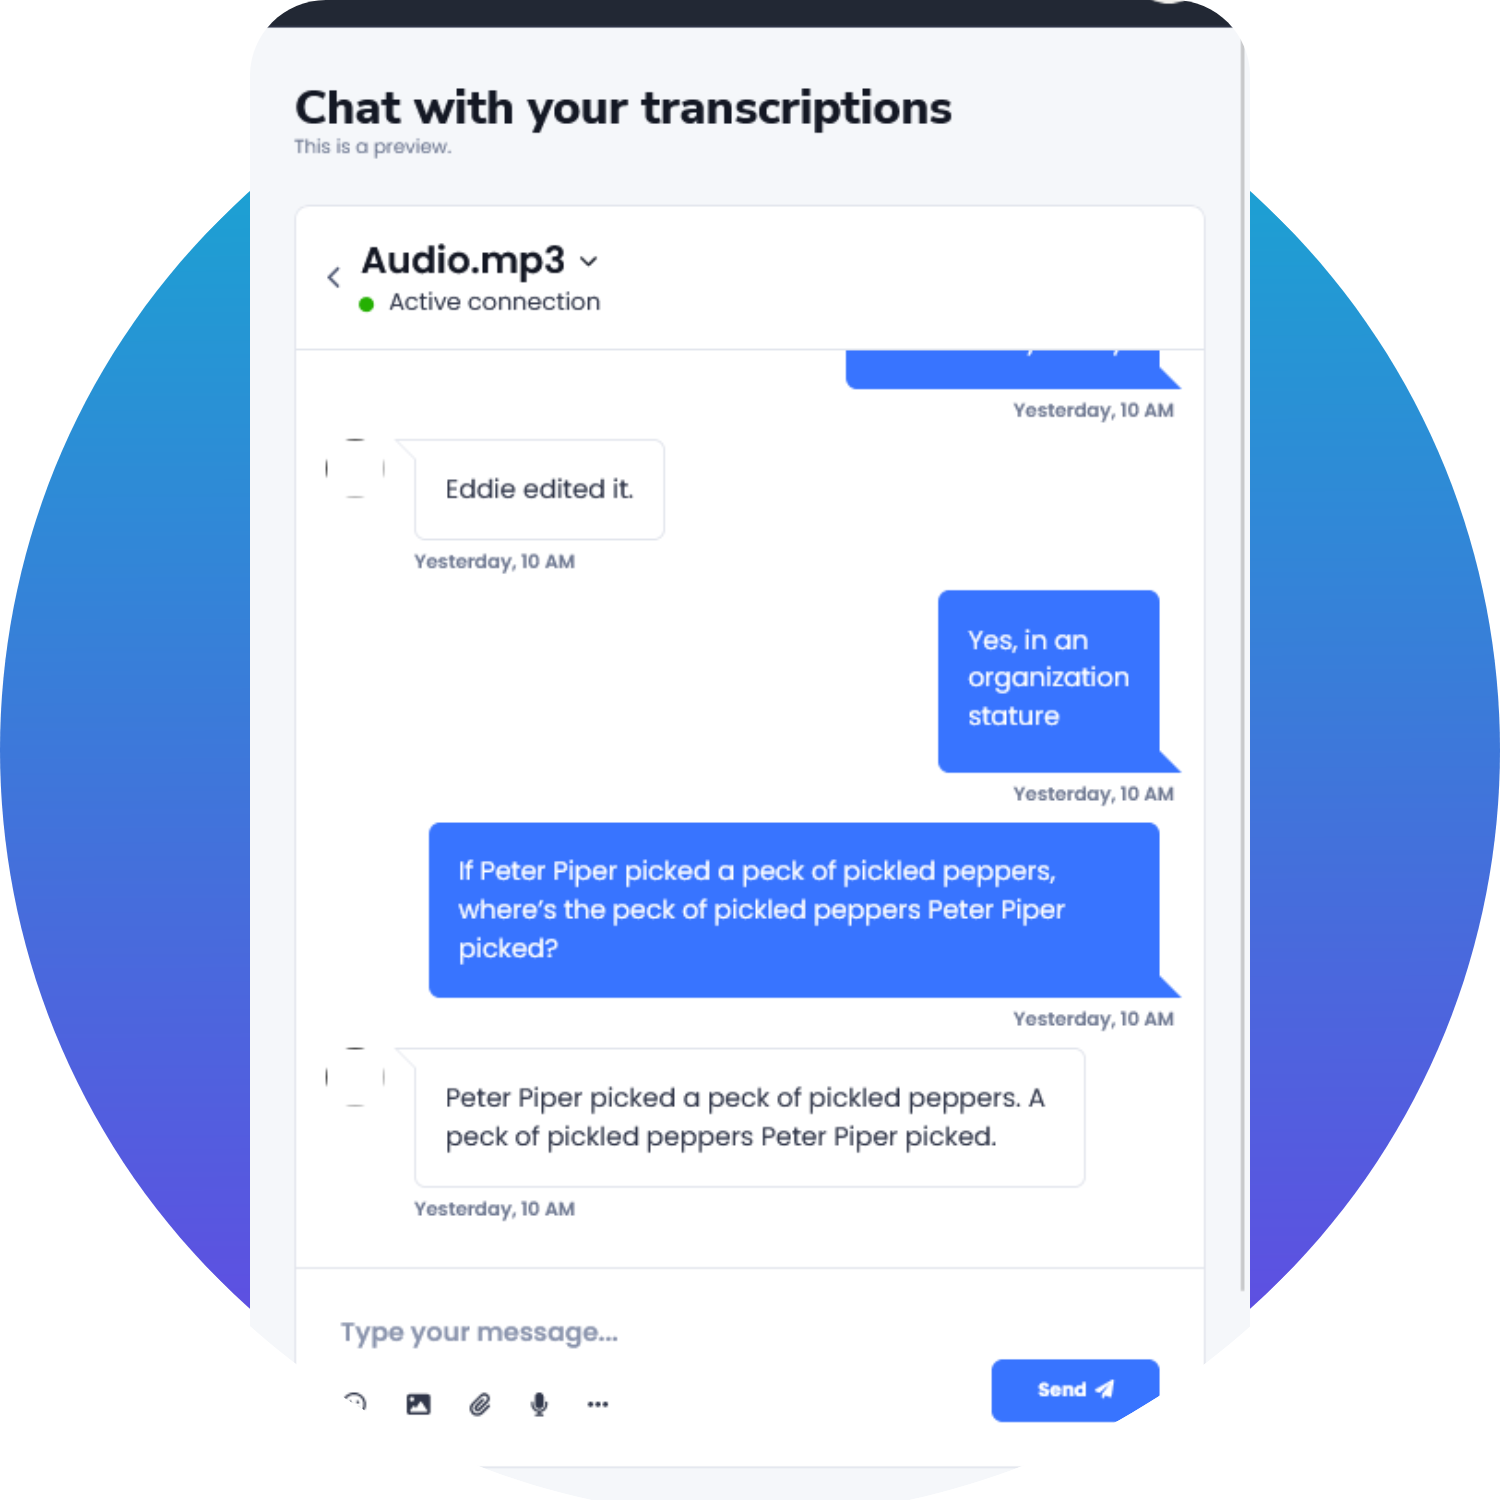 Chat with your transcriptions
This is a preview.
Audio.mp3
Active connection
Yesterday, 10 AM
Eddie edited it.
Yesterday, 10 AM
Yes, in an
organization
stature
Yesterday, 10 AM
If Peter Piper picked a peck of pickled peppers,
where's the peck of pickled peppers Peter Piper
picked?
Yesterday, 10 AM
Peter Piper picked a peck of pickled peppers. A
peck of pickled peppers Peter Piper picked.
Yesterday, 10 AM
Type your message...
Send